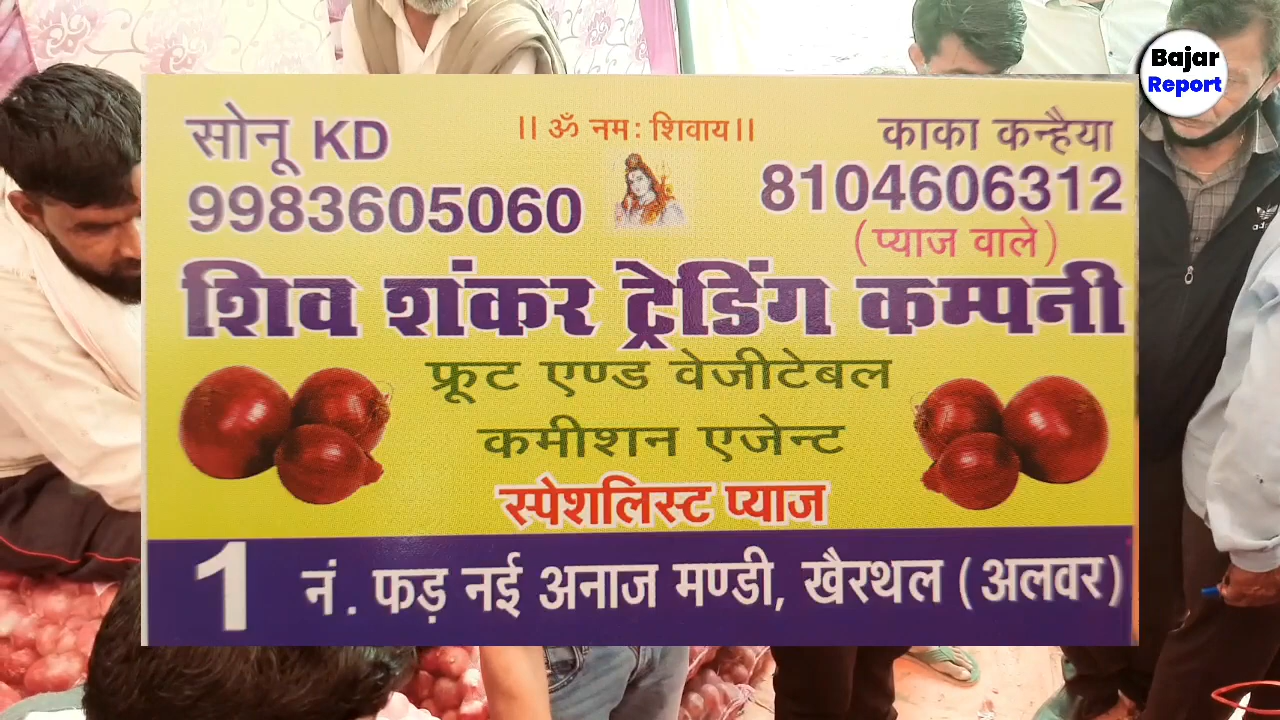 Bajar
Report
सोनू KD
9983605060
।। ॐ नमः शिवाय।।
काका कन्हैया
8104606312
(प्याज वाले)
शिव शंकर ट्रेडिंग कम्पनी
फ्रूट एण्ड वेजीटेबल
कमीशन एजेन्ट
स्पेशलिस्ट प्याज
1 नं. फड़ नई अनाज मण्डी, खैरथल (अलवर)